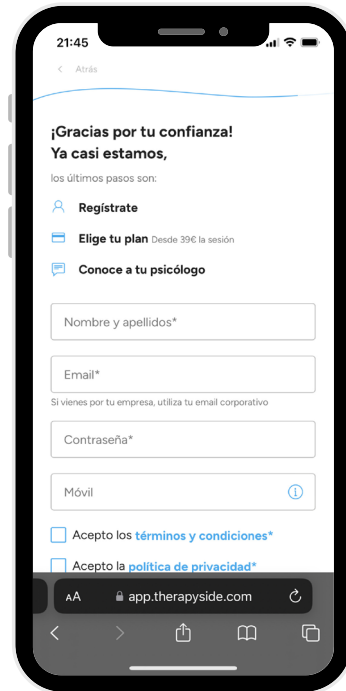 21:45
Atrás
¡Gracias por tu confianza!
Ya casi estamos,
los últimos pasos son:
Regístrate
Elige tu plan Desde 39€ la sesión
Conoce a tu psicólogo
Nombre y apellidos*
Email*
Si vienes por tu empresa, utiliza tu email corporativo
Contraseña*
Móvil
Acepto los términos y condiciones*
Acepto la política de privacidad*
AA app.therapyside.com